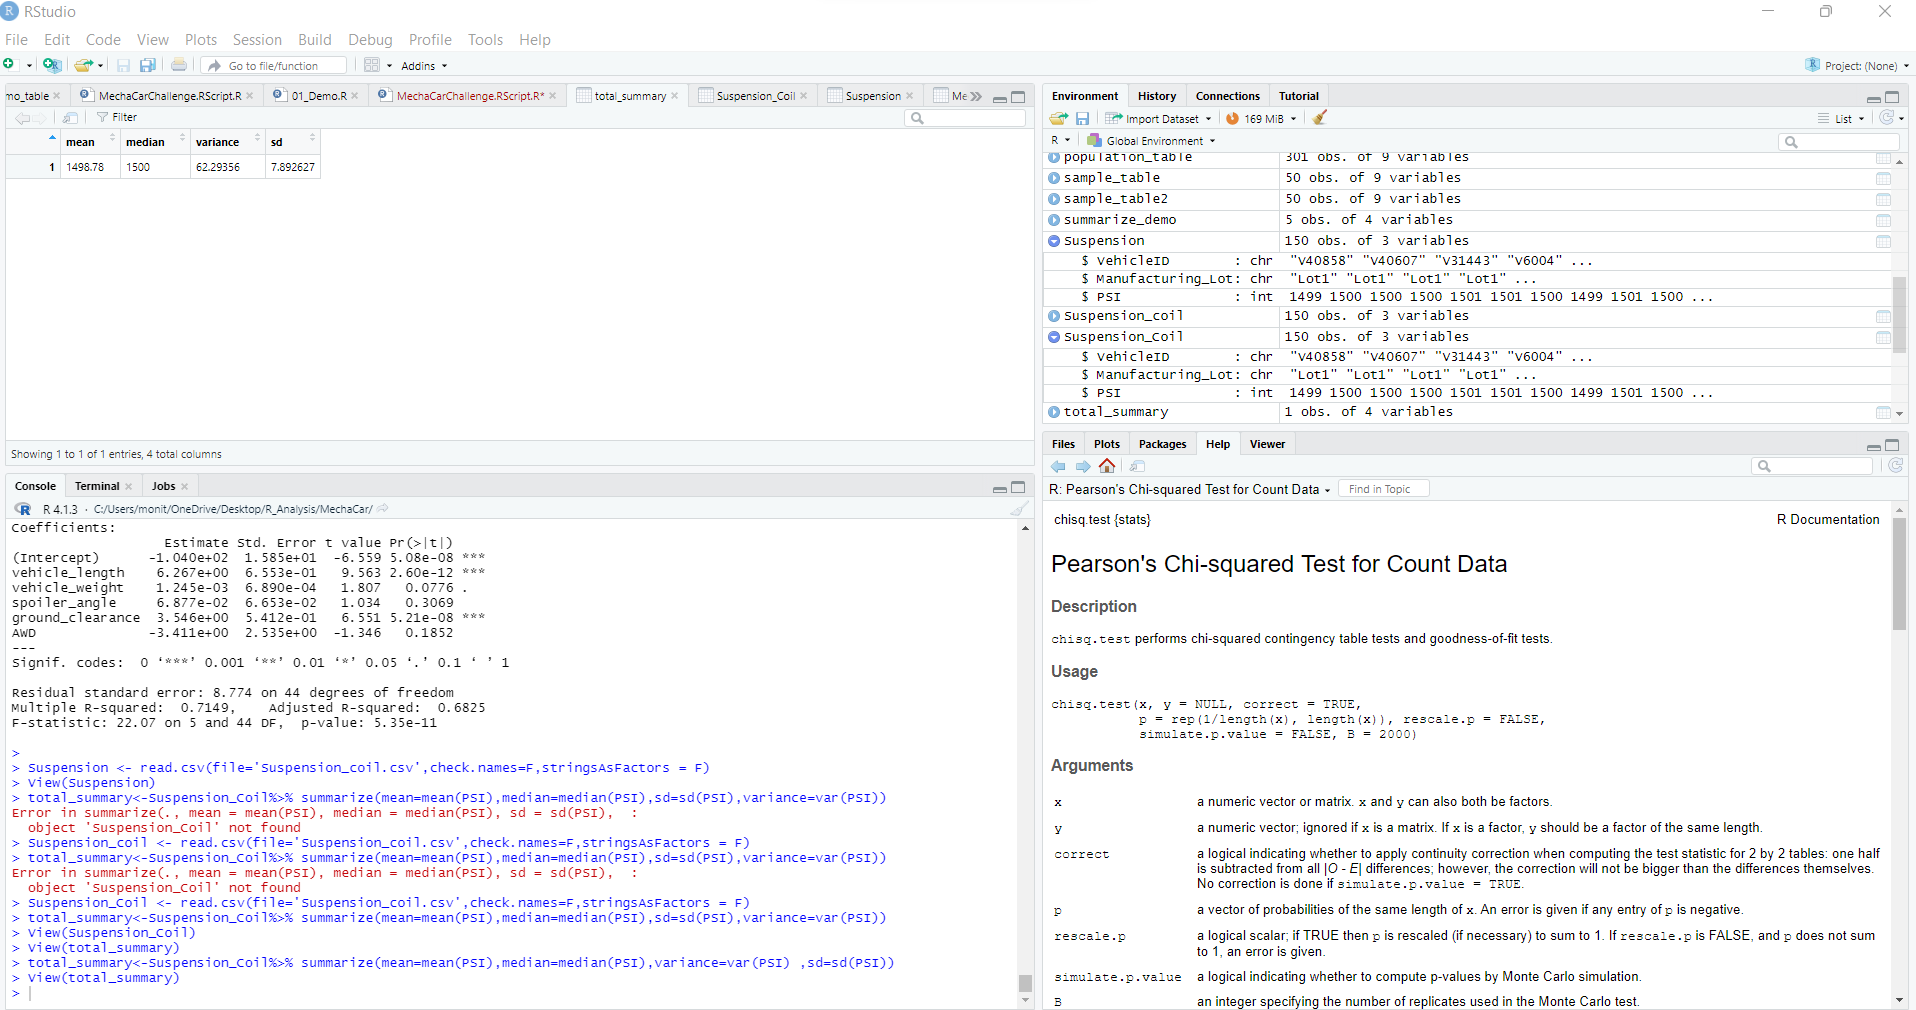 RStudio
File Edit Code View Plots Session Build Debug Profile Tools Help
Go to file/function Addins Project: (None)
mo_table MechaCarChallenge.RScript.R 01_Demo.R MechaCarChallenge.RScript.R* total_summary Suspension_Coil Suspension Me
Filter
mean median variance sd
1 1498.78 1500 62.29356 7.892627
Showing 1 to 1 of 1 entries, 4 total columns
Console Terminal Jobs
R 4.1.3 · C:/Users/monit/OneDrive/Desktop/R_Analysis/MechaCar/
Coefficients:
Estimate Std. Error t value Pr(>|t|)
(Intercept) -1.040e+02 1.585e+01 -6.559 5.08e-08 ***
vehicle_length 6.267e+00 6.553e-01 9.563 2.60e-12 ***
vehicle_weight 1.245e-03 6.890e-04 1.807 0.0776 .
spoiler_angle 6.877e-02 6.653e-02 1.034 0.3069
ground_clearance 3.546e+00 5.412e-01 6.551 5.21e-08 ***
AWD -3.411e+00 2.535e+00 -1.346 0.1852
---
Signif. codes: 0 ‘***’ 0.001 ‘**’ 0.01 ‘*’ 0.05 ‘.’ 0.1 ‘ ’ 1
Residual standard error: 8.774 on 44 degrees of freedom
Multiple R-squared: 0.7149, Adjusted R-squared: 0.6825
F-statistic: 22.07 on 5 and 44 DF, p-value: 5.35e-11
>
> Suspension <- read.csv(file='Suspension_coil.csv',check.names=F,stringsAsFactors = F)
> View(Suspension)
> total_summary<-Suspension_Coil%>% summarize(mean=mean(PSI),median=median(PSI),sd=sd(PSI),variance=var(PSI))
Error in summarize(., mean = mean(PSI), median = median(PSI), sd = sd(PSI), :
object 'Suspension_Coil' not found
> Suspension_coil <- read.csv(file='Suspension_coil.csv',check.names=F,stringsAsFactors = F)
> total_summary<-Suspension_Coil%>% summarize(mean=mean(PSI),median=median(PSI),sd=sd(PSI),variance=var(PSI))
Error in summarize(., mean = mean(PSI), median = median(PSI), sd = sd(PSI), :
object 'Suspension_Coil' not found
> Suspension_Coil <- read.csv(file='Suspension_coil.csv',check.names=F,stringsAsFactors = F)
> total_summary<-Suspension_Coil%>% summarize(mean=mean(PSI),median=median(PSI),sd=sd(PSI),variance=var(PSI))
> View(Suspension_Coil)
> View(total_summary)
> total_summary<-Suspension_Coil%>% summarize(mean=mean(PSI),median=median(PSI),variance=var(PSI) ,sd=sd(PSI))
> View(total_summary)
>
Environment History Connections Tutorial
Import Dataset 169 MiB List
R Global Environment
population_table 301 obs. of 9 variables
sample_table 50 obs. of 9 variables
sample_table2 50 obs. of 9 variables
summarize_demo 5 obs. of 4 variables
Suspension 150 obs. of 3 variables
$ VehicleID : chr "V40858" "V40607" "V31443" "V6004" ...
$ Manufacturing_Lot: chr "Lot1" "Lot1" "Lot1" "Lot1" ...
$ PSI : int 1499 1500 1500 1500 1501 1501 1500 1499 1501 1500 ...
Suspension_coil 150 obs. of 3 variables
Suspension_Coil 150 obs. of 3 variables
$ VehicleID : chr "V40858" "V40607" "V31443" "V6004" ...
$ Manufacturing_Lot: chr "Lot1" "Lot1" "Lot1" "Lot1" ...
$ PSI : int 1499 1500 1500 1500 1501 1501 1500 1499 1501 1500 ...
total_summary 1 obs. of 4 variables
Files Plots Packages Help Viewer
R: Pearson's Chi-squared Test for Count Data Find in Topic
chisq.test {stats} R Documentation
Pearson's Chi-squared Test for Count Data
Description
chisq.test performs chi-squared contingency table tests and goodness-of-fit tests.
Usage
chisq.test(x, y = NULL, correct = TRUE,
p = rep(1/length(x), length(x)), rescale.p = FALSE,
simulate.p.value = FALSE, B = 2000)
Arguments
x a numeric vector or matrix. x and y can also both be factors.
y a numeric vector; ignored if x is a matrix. If x is a factor, y should be a factor of the same length.
correct a logical indicating whether to apply continuity correction when computing the test statistic for 2 by 2 tables: one half
is subtracted from all |O - E| differences; however, the correction will not be bigger than the differences themselves.
No correction is done if simulate.p.value = TRUE.
p a vector of probabilities of the same length of x. An error is given if any entry of p is negative.
rescale.p a logical scalar; if TRUE then p is rescaled (if necessary) to sum to 1. If rescale.p is FALSE, and p does not sum
to 1, an error is given.
simulate.p.value a logical indicating whether to compute p-values by Monte Carlo simulation.
B an integer specifying the number of replicates used in the Monte Carlo test.